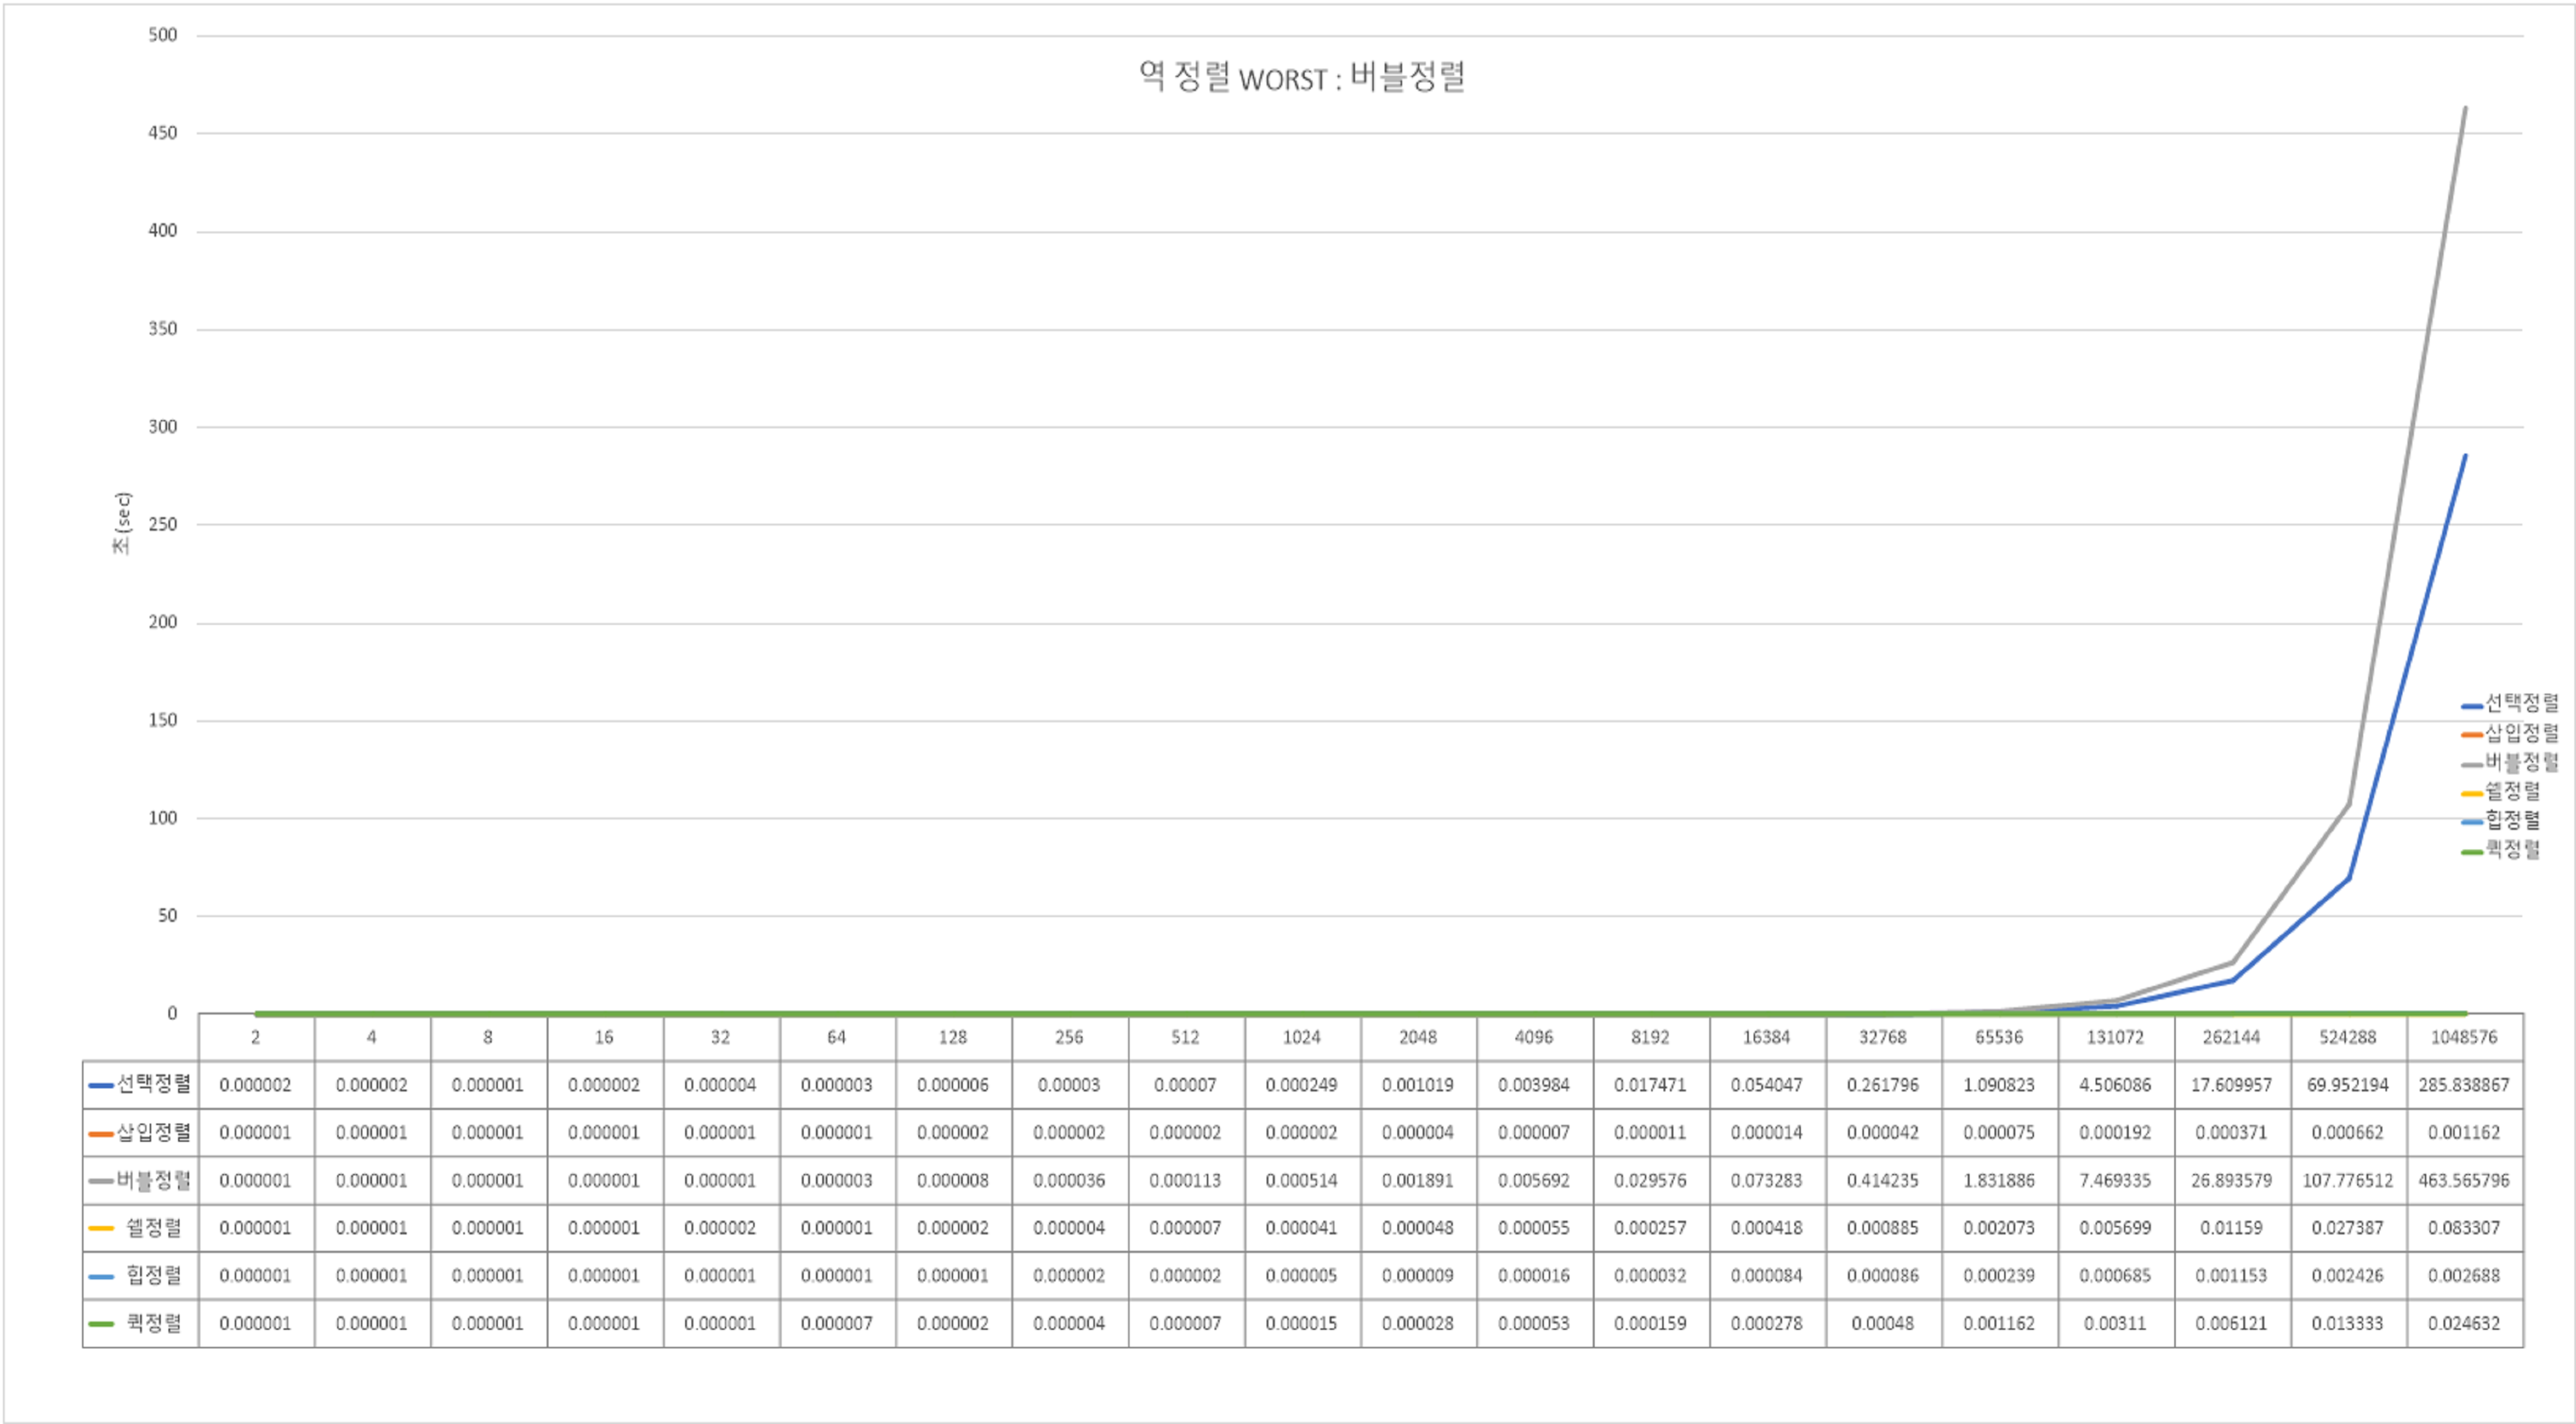 역 정렬 WORST : 버블정렬
500
450
400
350
300
250
200
150
100
50
0
초(sec)
선택정렬
삽입정렬
버블정렬
쉘정렬
힙정렬
퀵정렬
2 4 8 16 32 64 128 256 512 1024 2048 4096 8192 16384 32768 65536 131072 262144 524288 1048576
선택정렬 0.000002 0.000002 0.000001 0.000002 0.000004 0.000003 0.000006 0.00003 0.00007 0.000249 0.001019 0.003984 0.017471 0.054047 0.261796 1.090823 4.506086 17.609957 69.952194 285.838867
삽입정렬 0.000001 0.000001 0.000001 0.000001 0.000001 0.000001 0.000002 0.000002 0.000002 0.000002 0.000004 0.000007 0.000011 0.000014 0.000042 0.000075 0.000192 0.000371 0.000662 0.001162
버블정렬 0.000001 0.000001 0.000001 0.000001 0.000001 0.000003 0.000008 0.000036 0.000113 0.000514 0.001891 0.005692 0.029576 0.073283 0.414235 1.831886 7.469335 26.893579 107.776512 463.565796
쉘정렬 0.000001 0.000001 0.000001 0.000001 0.000002 0.000001 0.000002 0.000004 0.000007 0.000041 0.000048 0.000055 0.000257 0.000418 0.000885 0.002073 0.005699 0.01159 0.027387 0.083307
힙정렬 0.000001 0.000001 0.000001 0.000001 0.000001 0.000001 0.000001 0.000002 0.000002 0.000005 0.000009 0.000016 0.000032 0.000084 0.000086 0.000239 0.000685 0.001153 0.002426 0.002688
퀵정렬 0.000001 0.000001 0.000001 0.000001 0.000001 0.000007 0.000002 0.000004 0.000007 0.000015 0.000028 0.000053 0.000159 0.000278 0.00048 0.001162 0.00311 0.006121 0.013333 0.024632